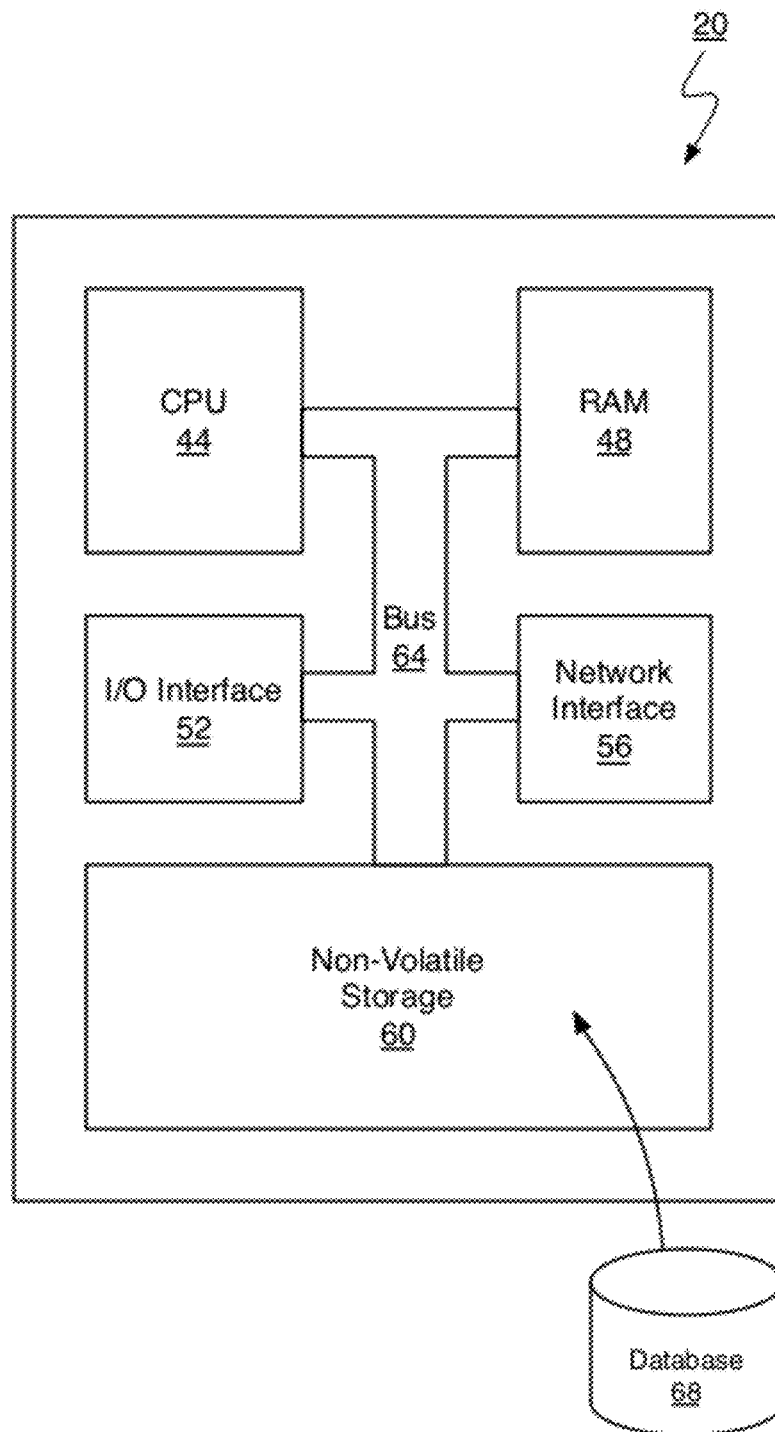 20
CPU
44
RAM
48
Bus
64
I/O Interface
52
Network
Interface
56
Non-Volatile
Storage
60
Database
68